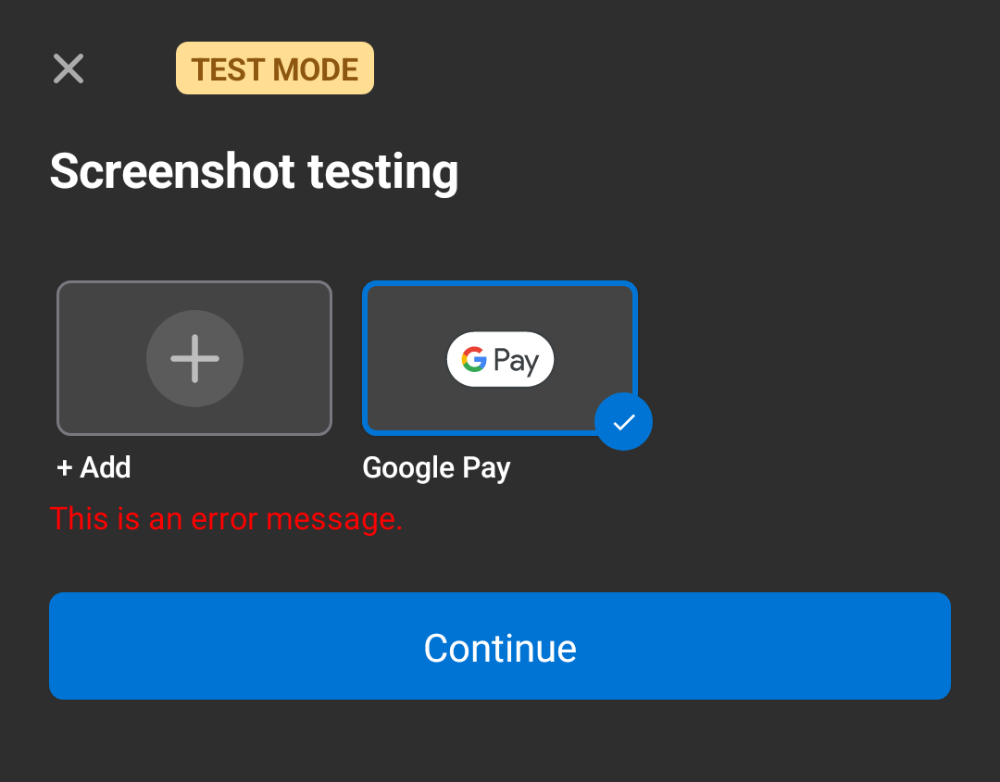 TEST MODE
Screenshot testing
G Pay
+ Add
Google Pay
This is an error message.
Continue